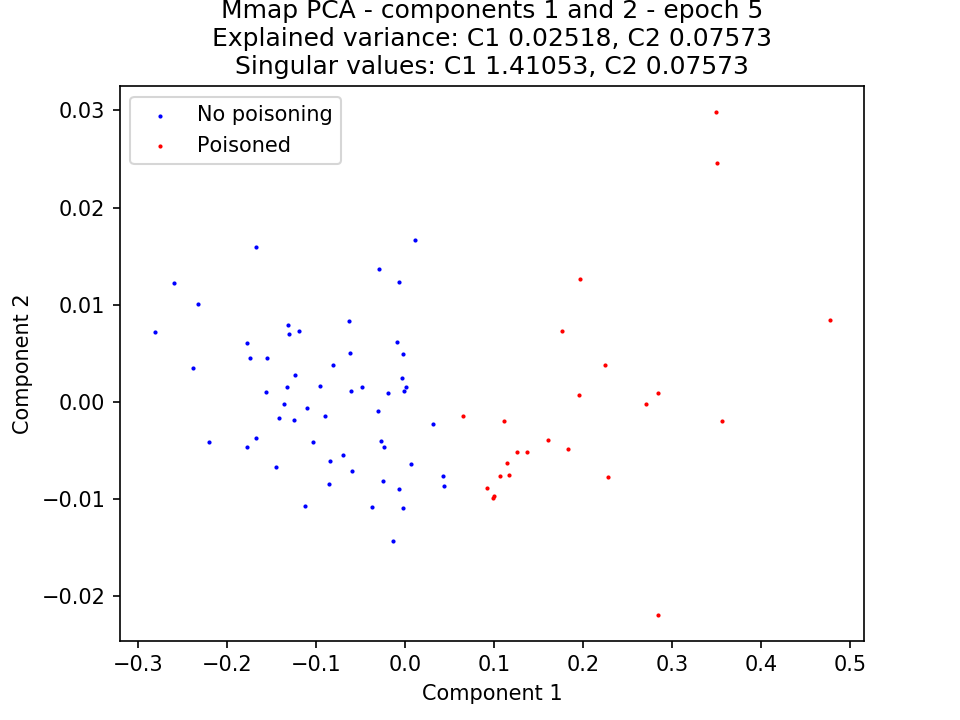 Mmap PCA - components 1 and 2 - epoch 5
Explained variance: C1 0.02518, C2 0.07573
Singular values: C1 1.41053, C2 0.07573
No poisoning
Poisoned
0.03
0.02
0.01
0.00
−0.01
−0.02
Component 2
−0.3 −0.2 −0.1 0.0 0.1 0.2 0.3 0.4 0.5
Component 1